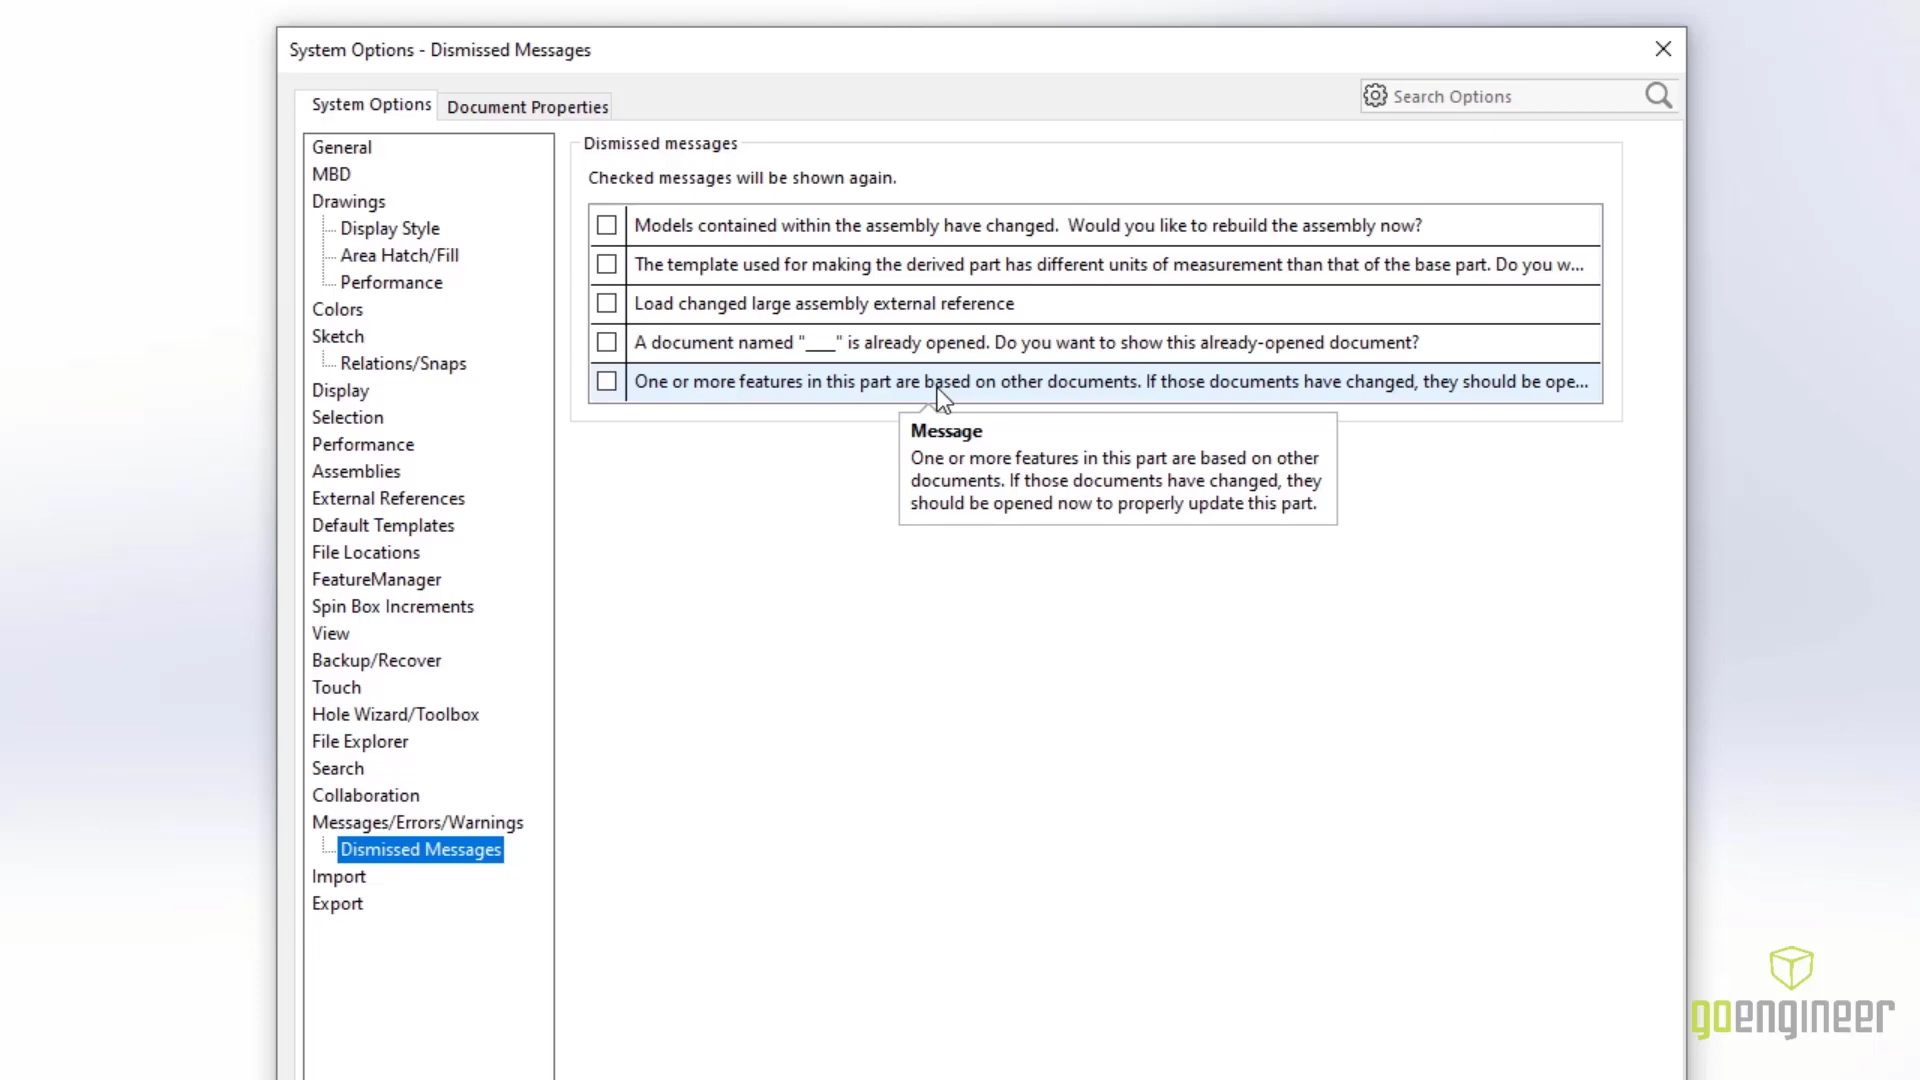 System Options - Dismissed Messages
System Options
Document Properties
Search Options
General
MBD
Drawings
Display Style
Area Hatch/Fill
Performance
Colors
Sketch
Relations/Snaps
Display
Selection
Performance
Assemblies
External References
Default Templates
File Locations
FeatureManager
Spin Box Increments
View
Backup/Recover
Touch
Hole Wizard/Toolbox
File Explorer
Search
Collaboration
Messages/Errors/Warnings
Dismissed Messages
Import
Export
Dismissed messages
Checked messages will be shown again.
Models contained within the assembly have changed.  Would you like to rebuild the assembly now?
The template used for making the derived part has different units of measurement than that of the base part. Do you w...
Load changed large assembly external reference
A document named "___" is already opened. Do you want to show this already-opened document?
One or more features in this part are based on other documents. If those documents have changed, they should be ope...
Message
One or more features in this part are based on other
documents. If those documents have changed, they
should be opened now to properly update this part.
goengineer